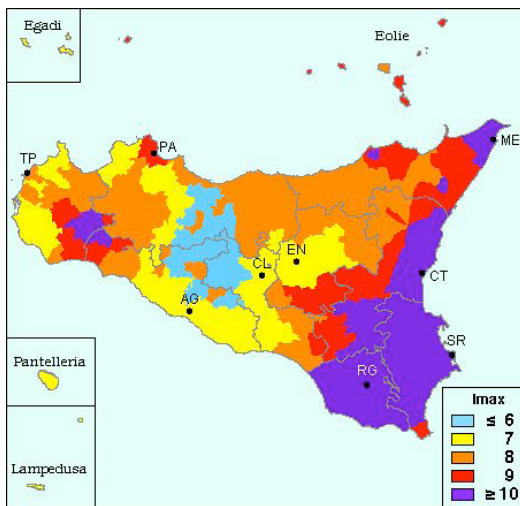 Egadi
Eolie
ME
PA
TP
EN
CL
CT
AG
SR
RG
Pantelleria
Lampedusa
Imax
≤ 6
7
8
9
≥ 10